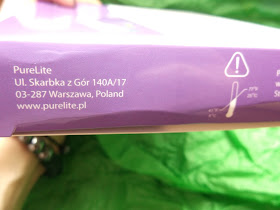 PureLite
Ul. Skarbka z Gór 140A/17
03-287 Warszawa, Poland
www.purelite.pl